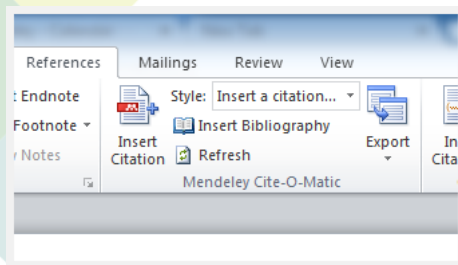 References Mailings Review View
Endnote Style: Insert a citation...
Footnote Insert Bibliography
Notes Insert Citation Refresh Export
Mendeley Cite-O-Matic